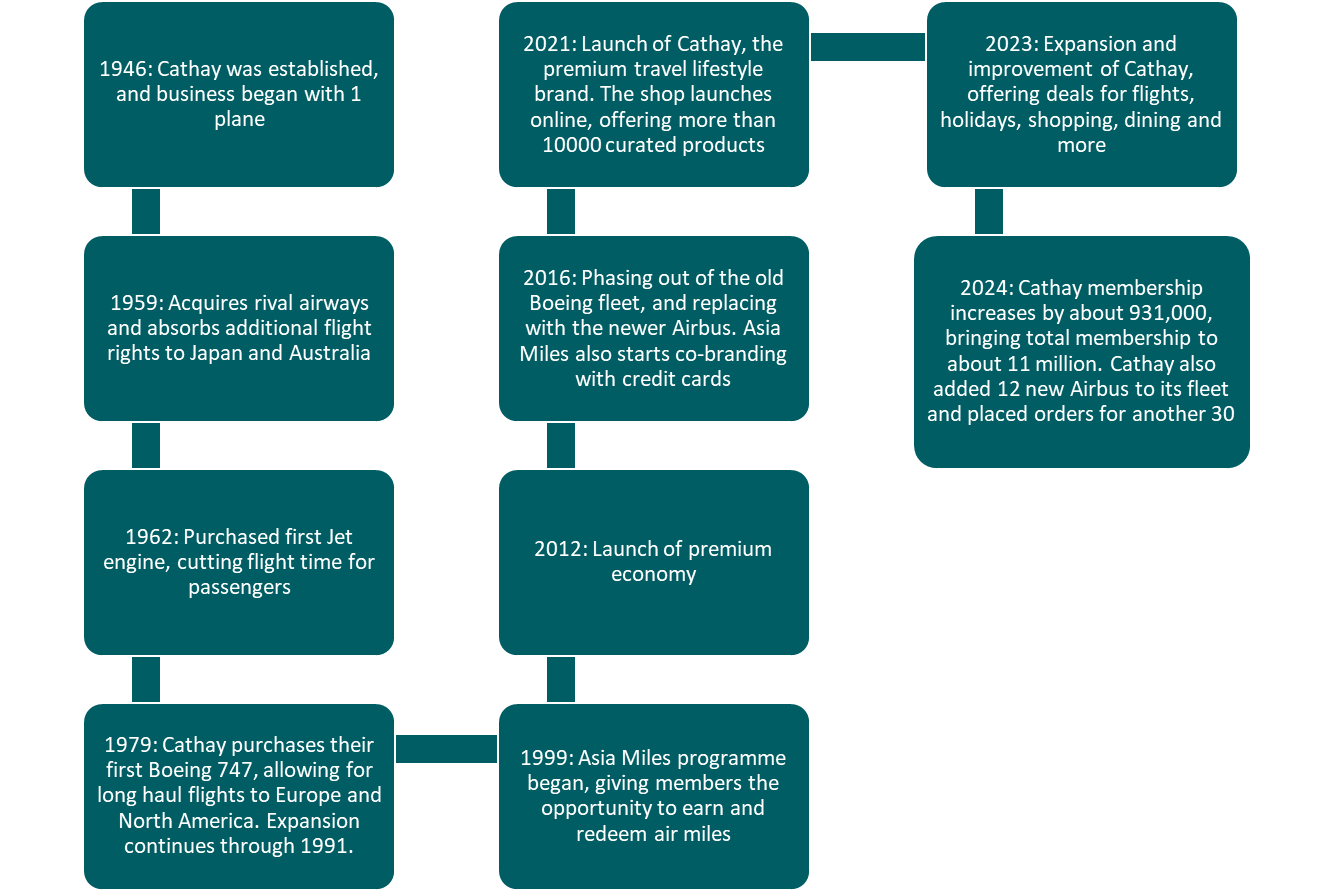 1946: Cathay was established,
and business began with 1
plane
1959: Acquires rival airways
and absorbs additional flight
rights to Japan and Australia
1962: Purchased first Jet
engine, cutting flight time for
passengers
1979: Cathay purchases their
first Boeing 747, allowing for
long haul flights to Europe and
North America. Expansion
continues through 1991.
1999: Asia Miles programme
began, giving members the
opportunity to earn and
redeem air miles
2012: Launch of premium
economy
2016: Phasing out of the old
Boeing fleet, and replacing
with the newer Airbus. Asia
Miles also starts co-branding
with credit cards
2021: Launch of Cathay, the
premium travel lifestyle
brand. The shop launches
online, offering more than
10000 curated products
2023: Expansion and
improvement of Cathay,
offering deals for flights,
holidays, shopping, dining and
more
2024: Cathay membership
increases by about 931,000,
bringing total membership to
about 11 million. Cathay also
added 12 new Airbus to its fleet
and placed orders for another 30